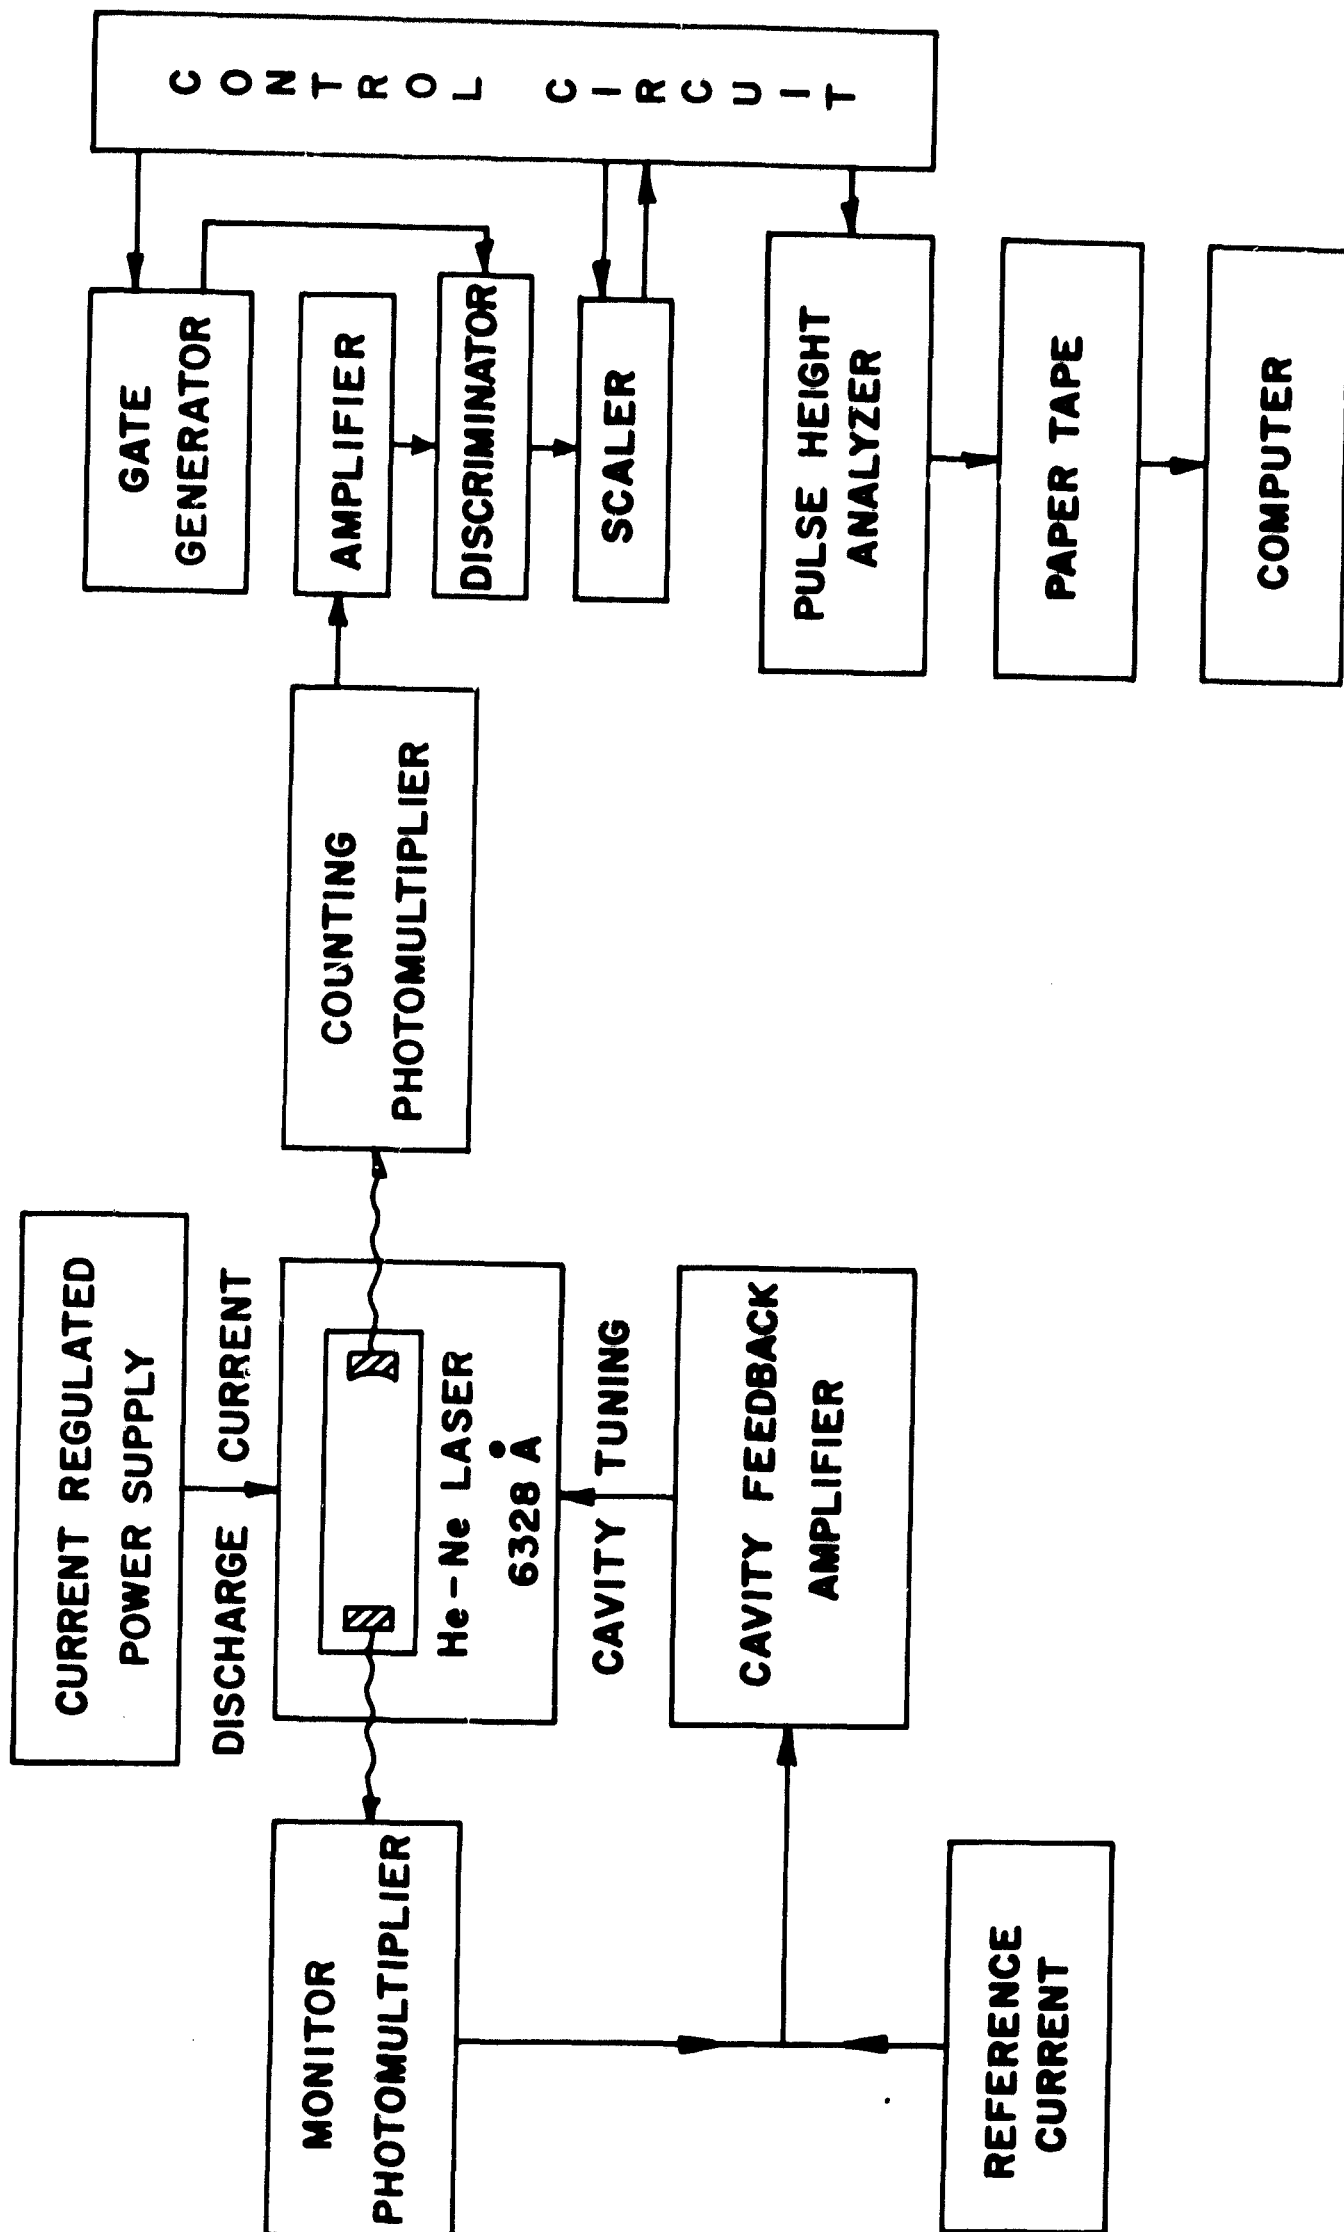 CURRENT REGULATED
POWER SUPPLY
DISCHARGE CURRENT
MONITOR
PHOTOMULTIPLIER
He-Ne LASER
6328 Å
COUNTING
PHOTOMULTIPLIER
CAVITY TUNING
CAVITY FEEDBACK
AMPLIFIER
REFERENCE
CURRENT
GATE
GENERATOR
AMPLIFIER
DISCRIMINATOR
SCALER
CONTROL CIRCUIT
PULSE HEIGHT
ANALYZER
PAPER TAPE
COMPUTER